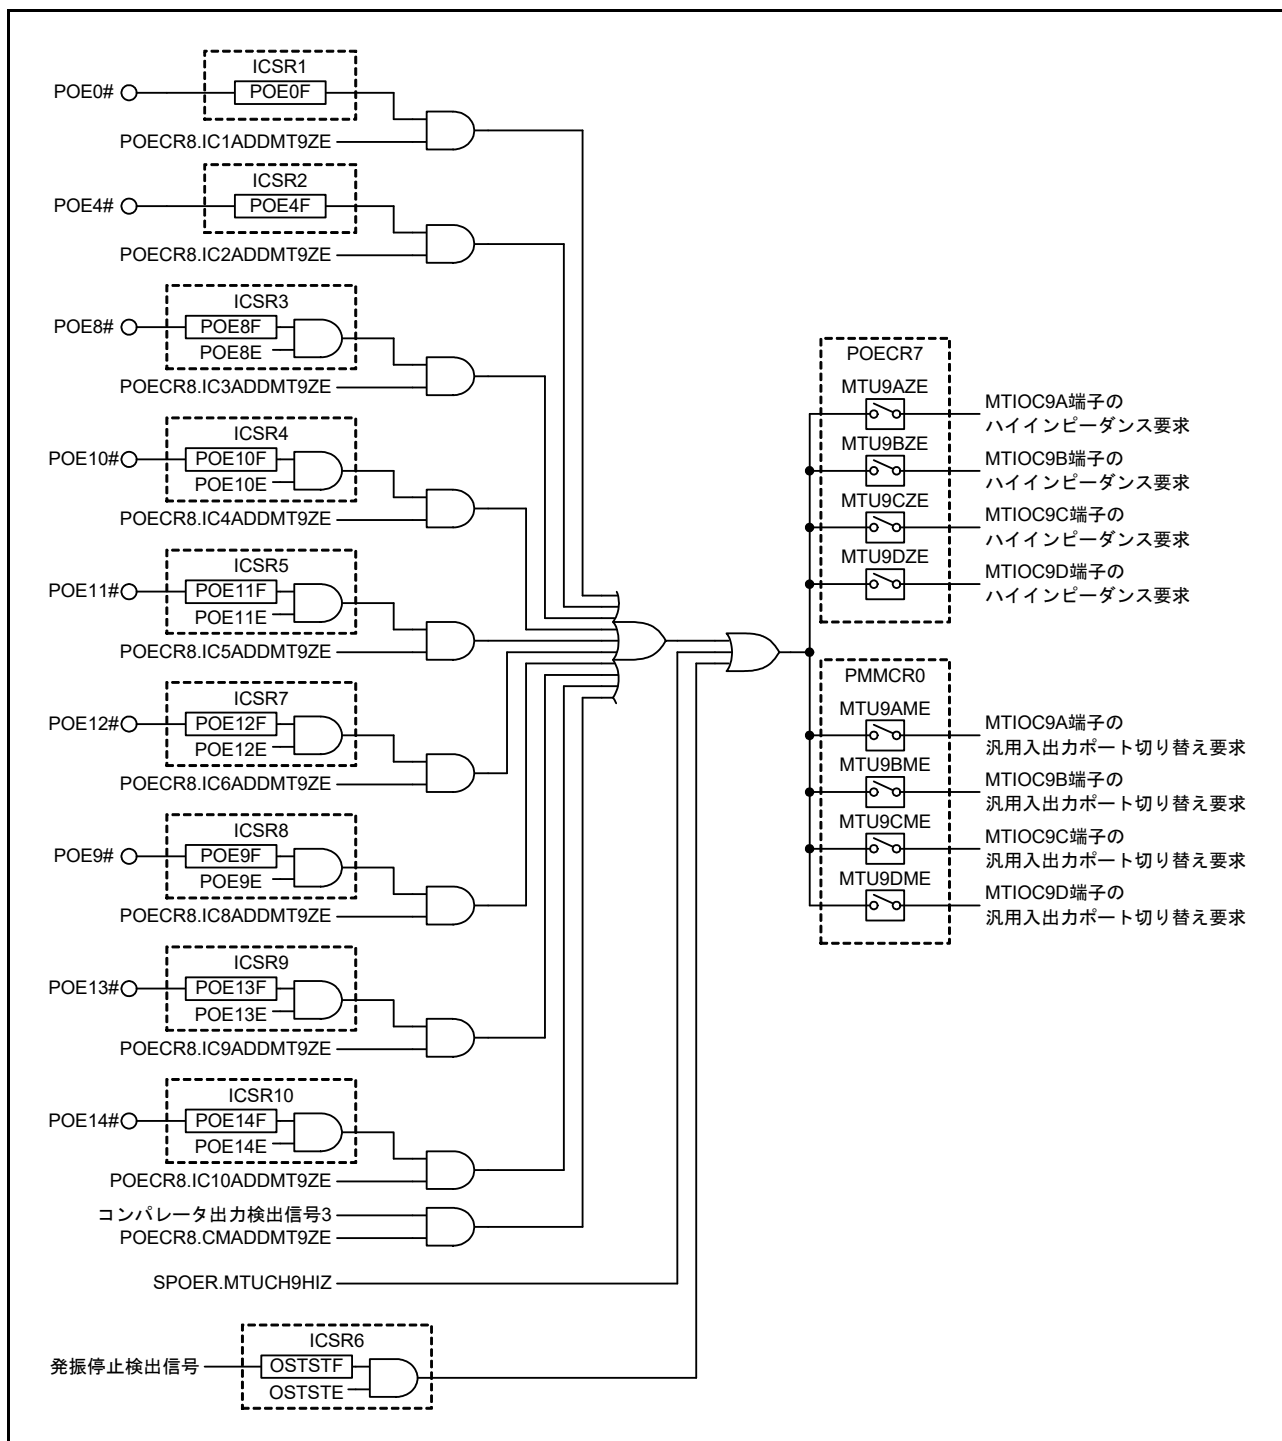 ICSR1
POE0#
POE0F
POECR8.IC1ADDMT9ZE
ICSR2
POE4#
POE4F
POECR8.IC2ADDMT9ZE
ICSR3
POE8#
POE8F
POE8E
POECR8.IC3ADDMT9ZE
ICSR4
POE10#
POE10F
POE10E
POECR8.IC4ADDMT9ZE
ICSR5
POE11#
POE11F
POE11E
POECR8.IC5ADDMT9ZE
ICSR7
POE12#
POE12F
POE12E
POECR8.IC6ADDMT9ZE
ICSR8
POE9#
POE9F
POE9E
POECR8.IC8ADDMT9ZE
ICSR9
POE13#
POE13F
POE13E
POECR8.IC9ADDMT9ZE
ICSR10
POE14#
POE14F
POE14E
POECR8.IC10ADDMT9ZE
コンパレータ出力検出信号3
POECR8.CMADDMT9ZE
SPOER.MTUCH9HIZ
ICSR6
発振停止検出信号
OSTSTF
OSTSTE
POECR7
MTU9AZE
MTIOC9A端子の
ハイインピーダンス要求
MTU9BZE
MTIOC9B端子の
ハイインピーダンス要求
MTU9CZE
MTIOC9C端子の
ハイインピーダンス要求
MTU9DZE
MTIOC9D端子の
ハイインピーダンス要求
PMMCR0
MTU9AME
MTIOC9A端子の
汎用入出力ポート切り替え要求
MTU9BME
MTIOC9B端子の
汎用入出力ポート切り替え要求
MTU9CME
MTIOC9C端子の
汎用入出力ポート切り替え要求
MTU9DME
MTIOC9D端子の
汎用入出力ポート切り替え要求